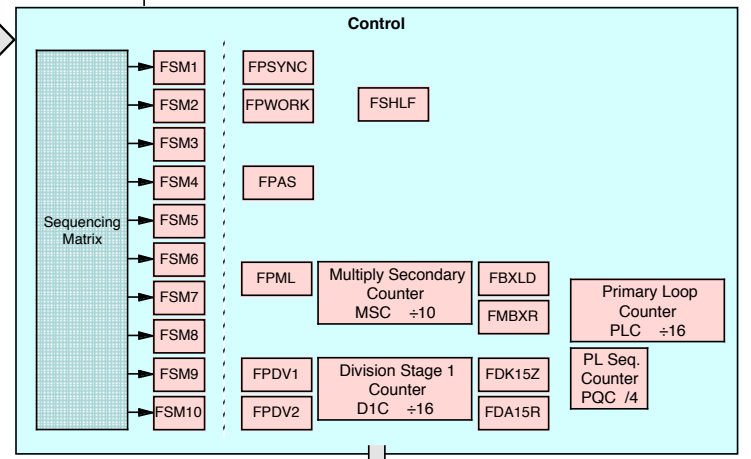 Control
Sequencing
Matrix
FSM1
FSM2
FSM3
FSM4
FSM5
FSM6
FSM7
FSM8
FSM9
FSM10
FPSYNC
FPWORK
FSHLF
FPAS
FPML
Multiply Secondary
Counter
MSC ÷10
FBXLD
FMBXR
Primary Loop
Counter
PLC ÷16
FPDV1
FPDV2
Division Stage 1
Counter
D1C ÷16
FDK15Z
FDA15R
PL Seq.
Counter
PQC /4